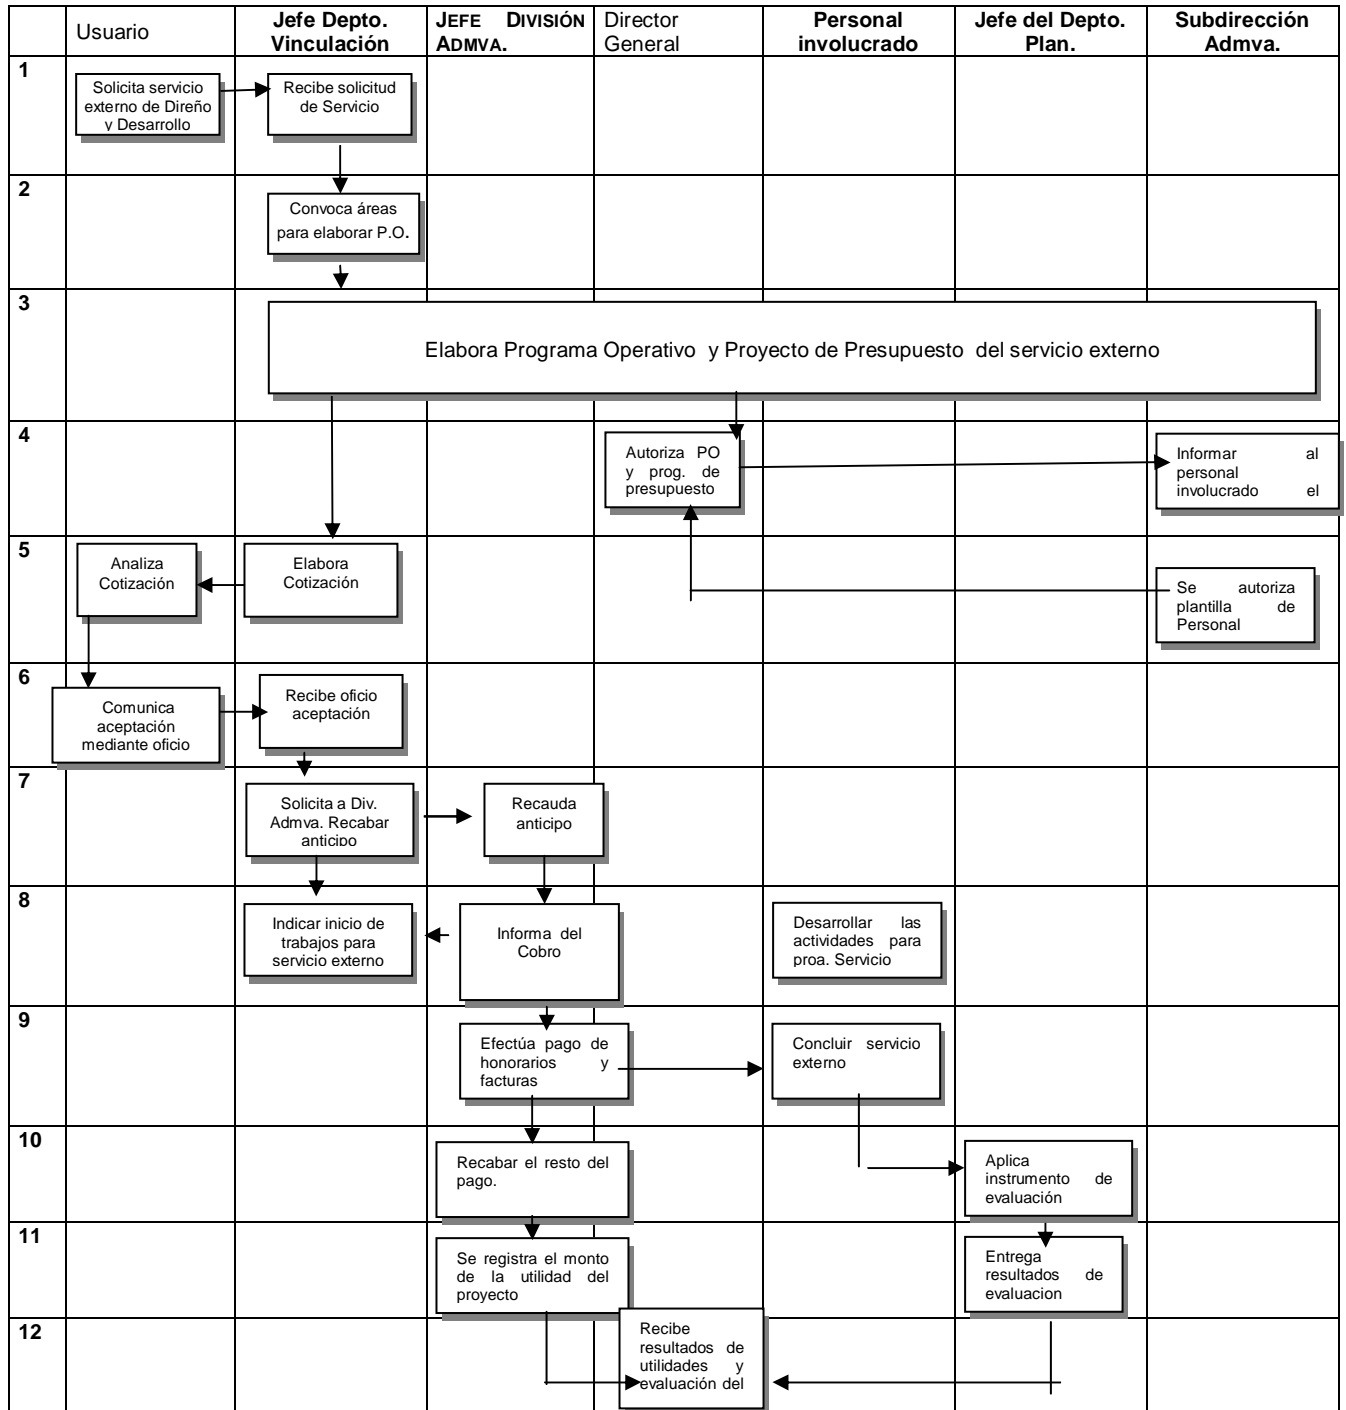 Usuario
Jefe Depto.
Vinculación
JEFE DIVISIÓN
ADMVA.
Director
General
Personal
involucrado
Jefe del Depto.
Plan.
Subdirección
Admva.
1
Solicita servicio
externo de Direño
y Desarrollo
Recibe solicitud
de Servicio
2
Convoca áreas
para elaborar P.O.
3
Elabora Programa Operativo y Proyecto de Presupuesto del servicio externo
4
Autoriza PO
y prog. de
presupuesto
Informar al
personal
involucrado el
5
Analiza
Cotización
Elabora
Cotización
Se autoriza
plantilla de
Personal
6
Comunica
aceptación
mediante oficio
Recibe oficio
aceptación
7
Solicita a Div.
Admva. Recabar
anticipo
Recauda
anticipo
8
Indicar inicio de
trabajos para
servicio externo
Informa del
Cobro
Desarrollar las
actividades para
proa. Servicio
9
Efectúa pago de
honorarios y
facturas
Concluir servicio
externo
10
Recabar el resto del
pago.
Aplica
instrumento de
evaluación
11
Se registra el monto
de la utilidad del
proyecto
Entrega
resultados de
evaluacion
12
Recibe
resultados de
utilidades y
evaluación del